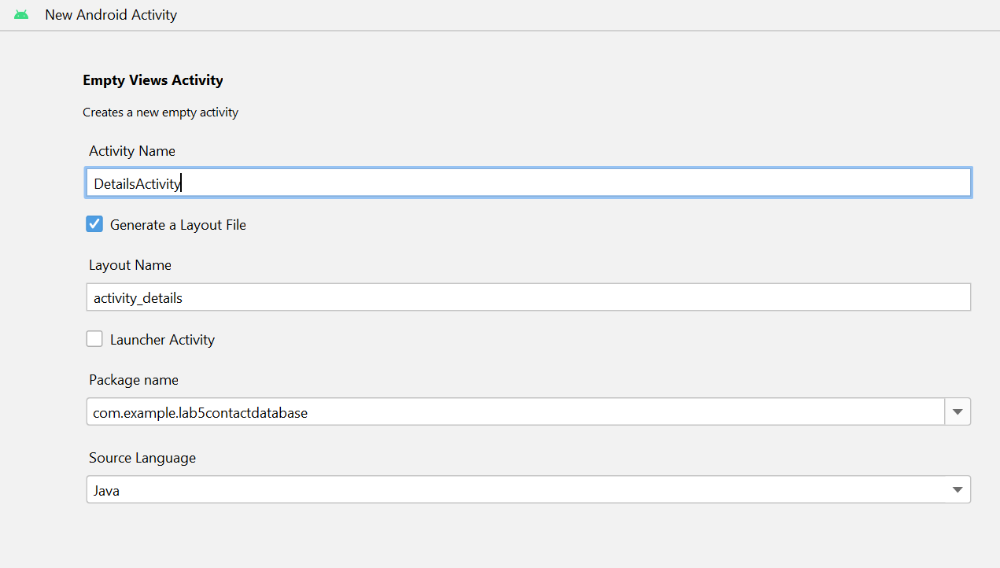 New Android Activity
Empty Views Activity
Creates a new empty activity
Activity Name
DetailsActivity
Generate a Layout File
Layout Name
activity_details
Launcher Activity
Package name
com.example.lab5contactdatabase
Source Language
Java